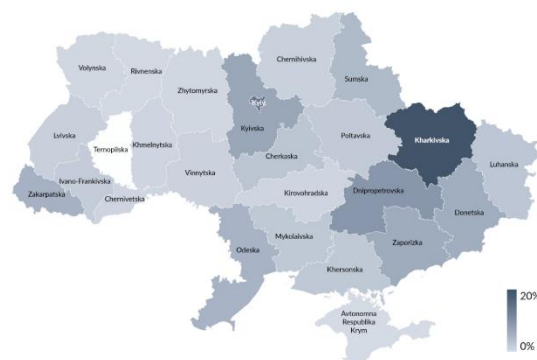 Volynska
Rivnenska
Zhytomyrska
Chernihivska
Sumska
Kyiv
Kyivska
Lvivska
Ternopilska
Khmelnytska
Vinnytska
Cherkaska
Poltavska
Kharkivska
Luhanska
Zakarpatska
Ivano-Frankivska
Chernivetska
Kirovohradska
Dnipropetrovska
Donetska
Odeska
Mykolaivska
Zaporizka
Khersonska
Avtonomna
Respublika
Krym
20%
0%